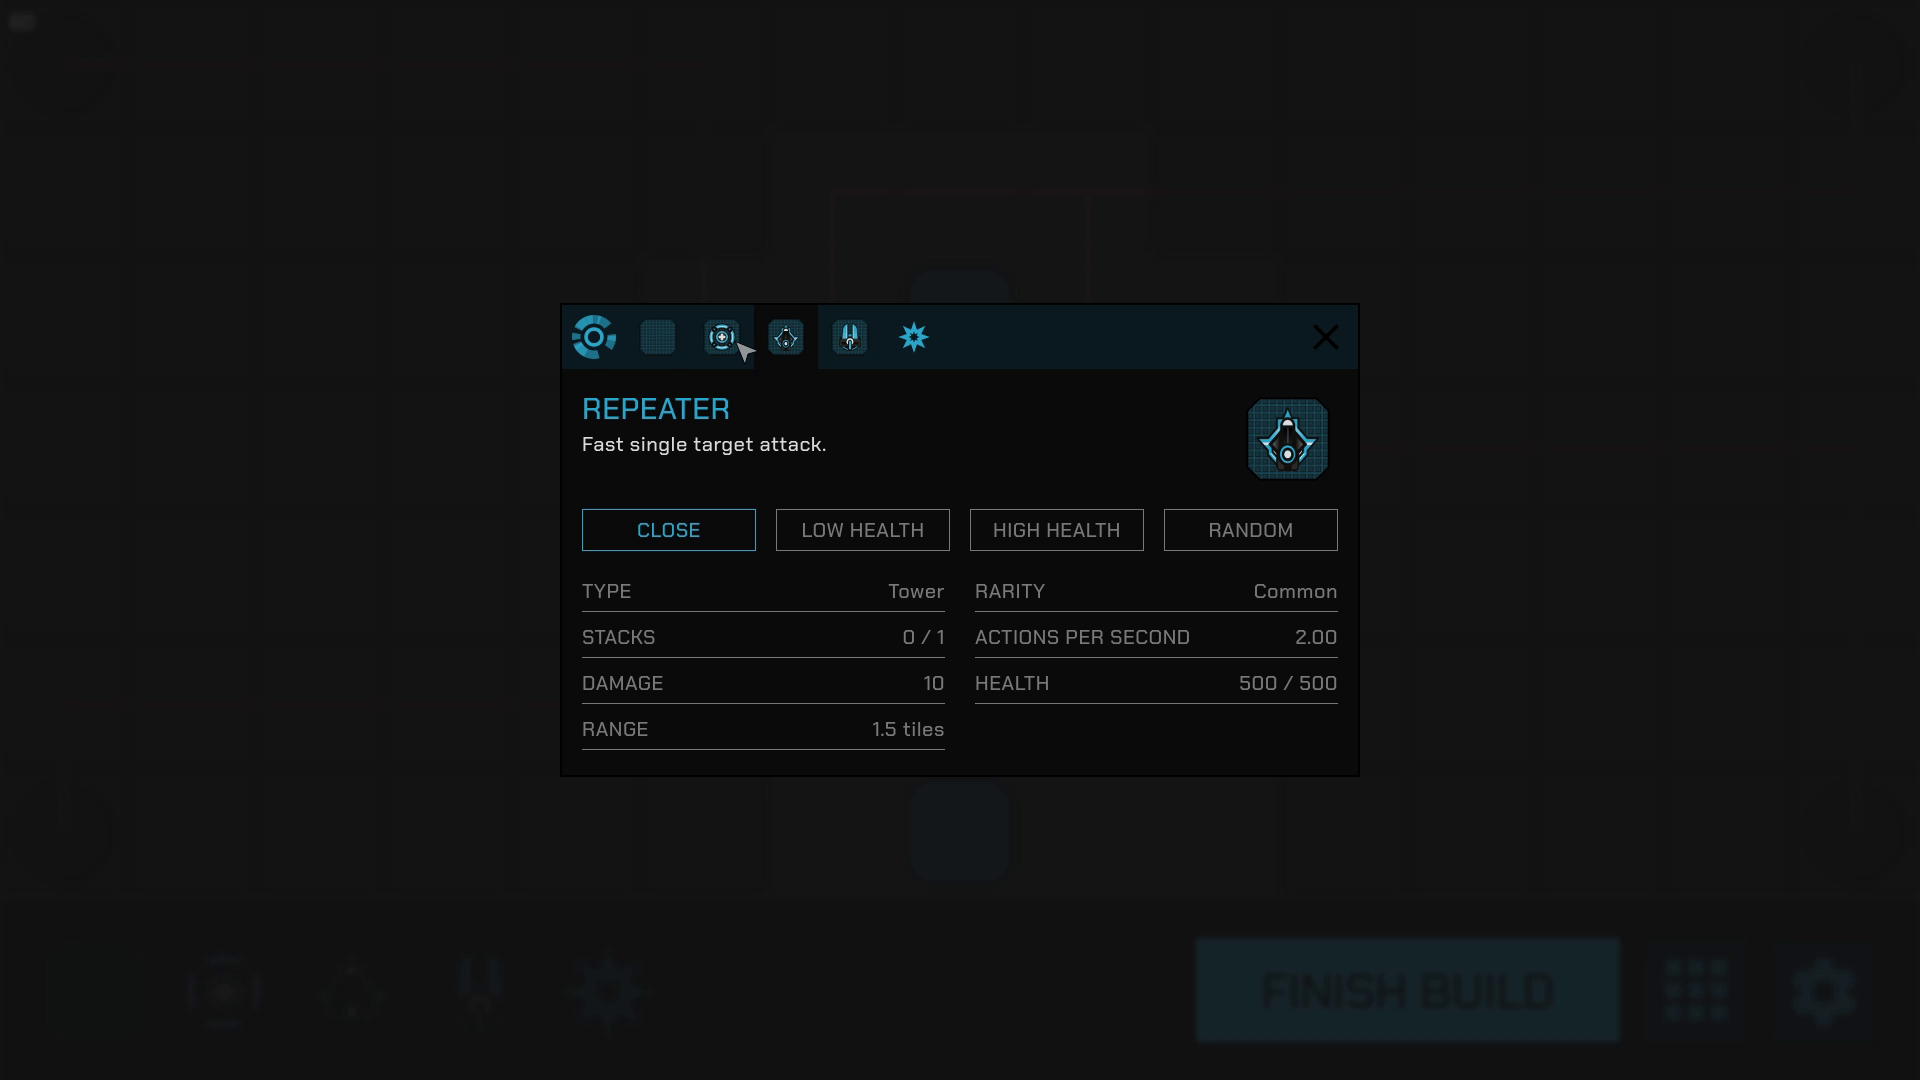 REPEATER
Fast single target attack.
CLOSE
LOW HEALTH
HIGH HEALTH
RANDOM
TYPE Tower
RARITY Common
STACKS 0 / 1
ACTIONS PER SECOND 2.00
DAMAGE 10
HEALTH 500 / 500
RANGE 1.5 tiles
FINISH BUILD